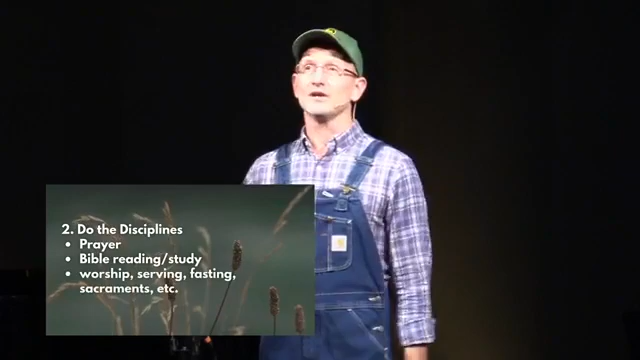 2. Do the Disciplines
• Prayer
• Bible reading/study
• worship, serving, fasting,
sacraments, etc.